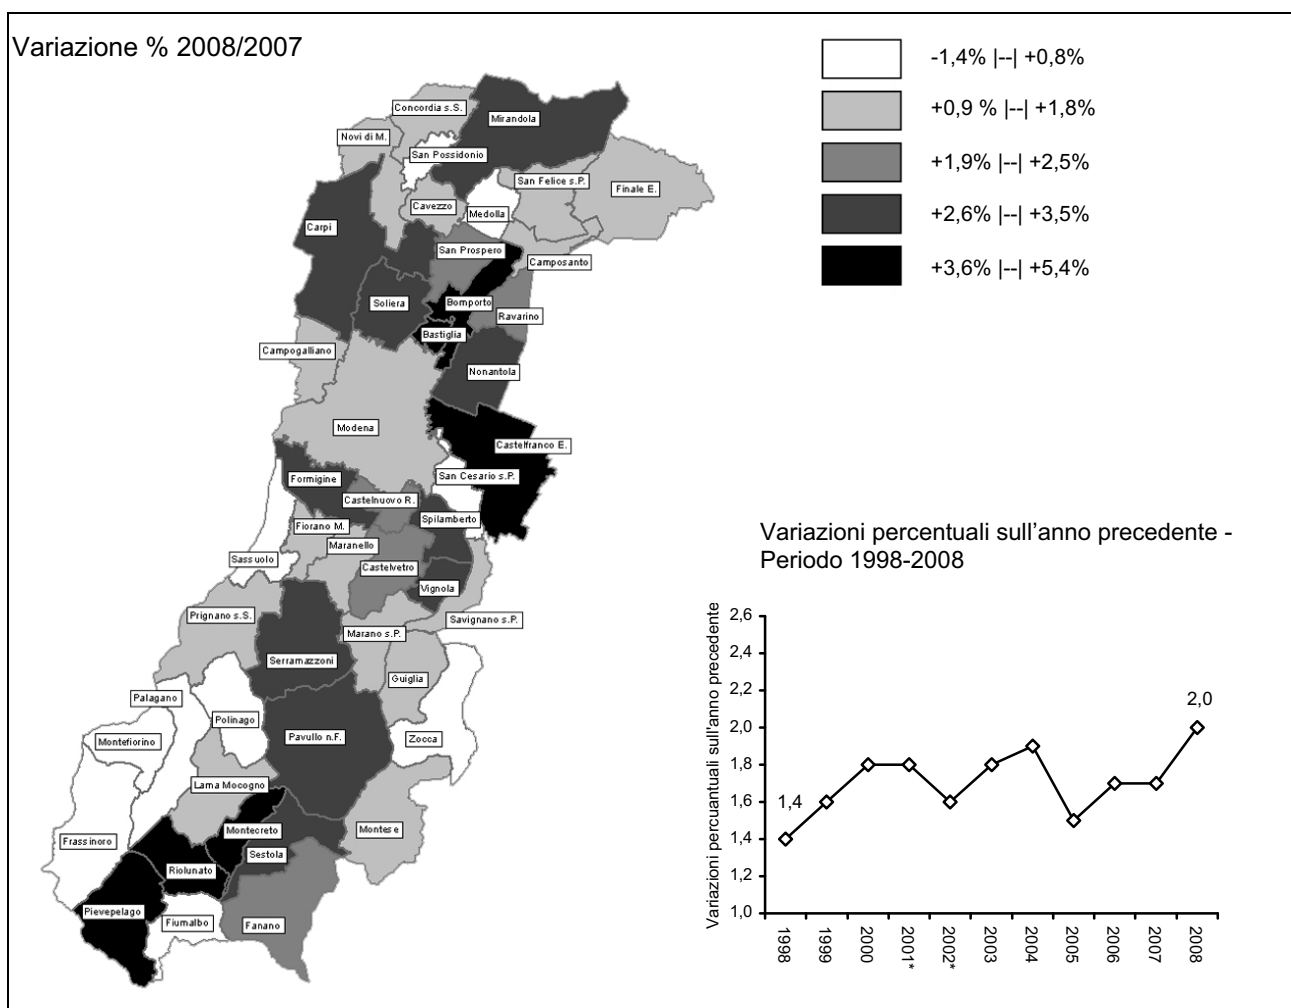 Variazione % 2008/2007
-1,4% |--| +0,8%
+0,9 % |--| +1,8%
+1,9% |--| +2,5%
+2,6% |--| +3,5%
+3,6% |--| +5,4%
Concordia s.S.
Mirandola
Novi di M.
San Possidonio
San Felice s.P.
Finale E.
Cavezzo
Medolla
Carpi
San Prospero
Camposanto
Soliera
Bomporto
Ravarino
Bastiglia
Campogalliano
Nonantola
Modena
Castelfranco E.
San Cesario s.P.
Formigine
Castelnuovo R.
Spilamberto
Fiorano M.
Maranello
Sassuolo
Castelvetro
Vignola
Prignano s.S.
Savignano s.P.
Marano s.P.
Serramazzoni
Guiglia
Palagano
Polinago
Montefiorino
Pavullo n.F.
Zocca
Lama Mocogno
Montecreto
Montese
Frassinoro
Sestola
Riolunato
Pievepelago
Fiumalbo
Fanano
Variazioni percentuali sull'anno precedente -
Periodo 1998-2008
Variazioni percuantuali sull'anno precedente
2,6
2,4
2,2
2,0
1,8
1,6
1,4
1,2
1,0
1,4
2,0
1998
1999
2000
2001*
2002*
2003
2004
2005
2006
2007
2008